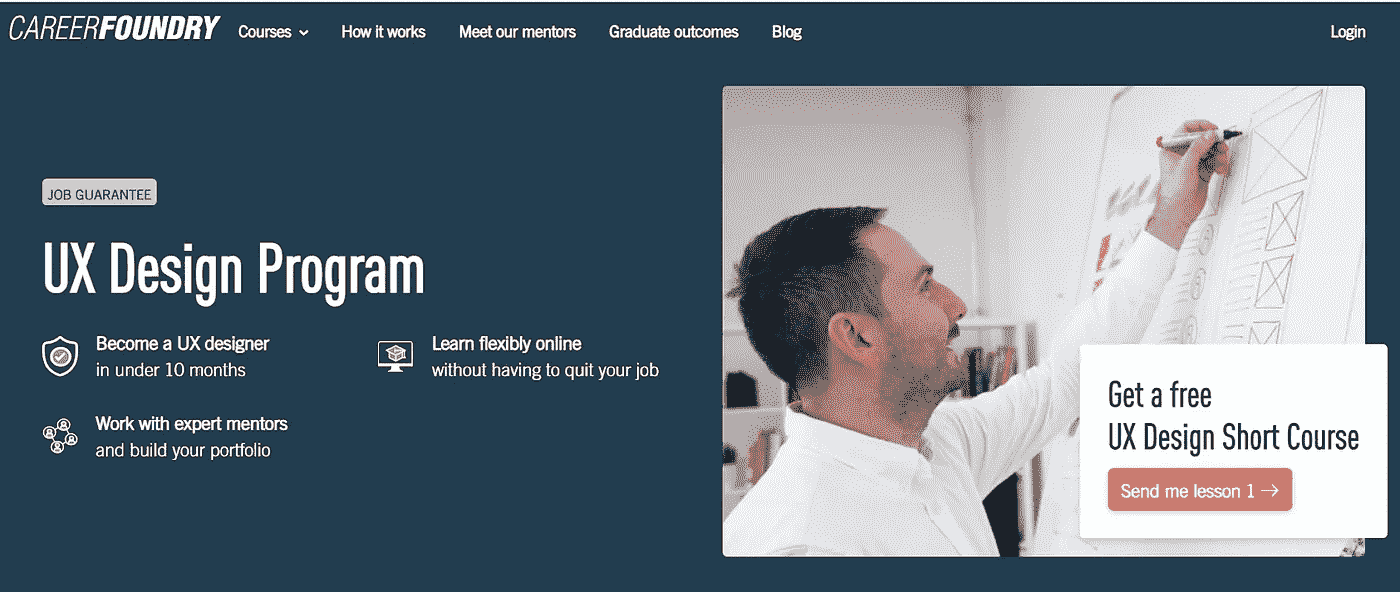 CAREERFOUNDRY
Courses
How it works
Meet our mentors
Graduate outcomes
Blog
Login
JOB GUARANTEE
UX Design Program
Become a UX designer
in under 10 months
Learn flexibly online
without having to quit your job
Work with expert mentors
and build your portfolio
Get a free
UX Design Short Course
Send me lesson 1 →